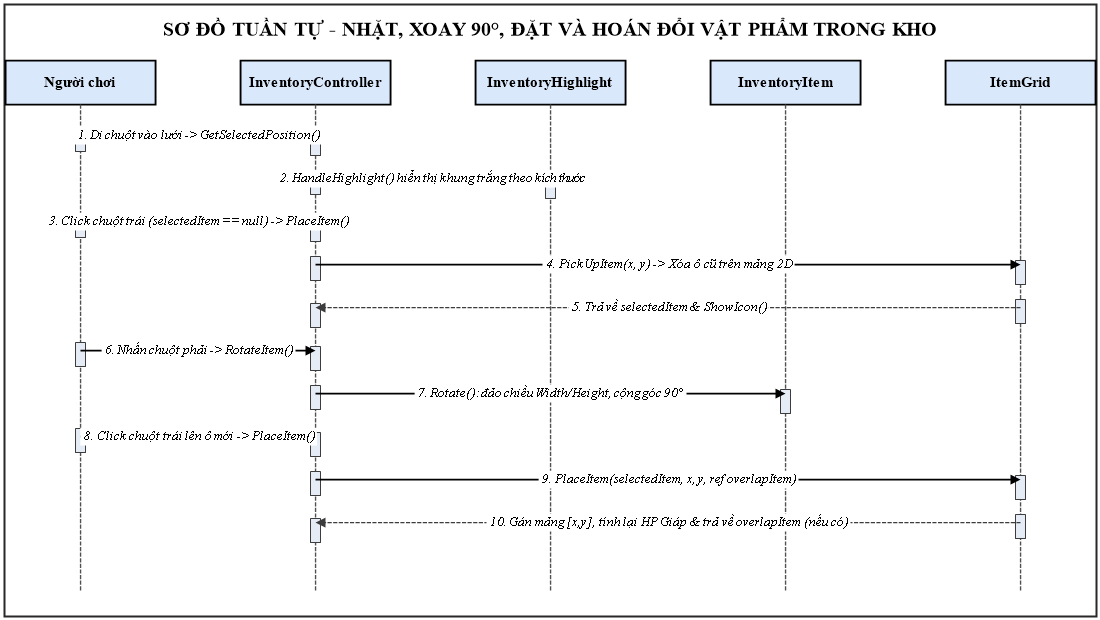 SƠ ĐỒ TUẦN TỰ - NHẶT, XOAY 90°, ĐẶT VÀ HOÁN ĐỔI VẬT PHẨM TRONG KHO
Người chơi
InventoryController
InventoryHighlight
InventoryItem
ItemGrid
1. Di chuột vào lưới -> GetSelectedPosition()
2. HandleHighlight() hiển thị khung trắng theo kích thước
3. Click chuột trái (selectedItem == null) -> PlaceItem()
4. PickUpItem(x, y) -> Xóa ô cũ trên mảng 2D
5. Trả về selectedItem & ShowIcon()
6. Nhấn chuột phải -> RotateItem()
7. Rotate(): đảo chiều Width/Height, cộng góc 90°
8. Click chuột trái lên ô mới -> PlaceItem()
9. PlaceItem(selectedItem, x, y, ref overlapItem)
10. Gán mảng [x,y], tính lại HP Giáp & trả về overlapItem (nếu có)